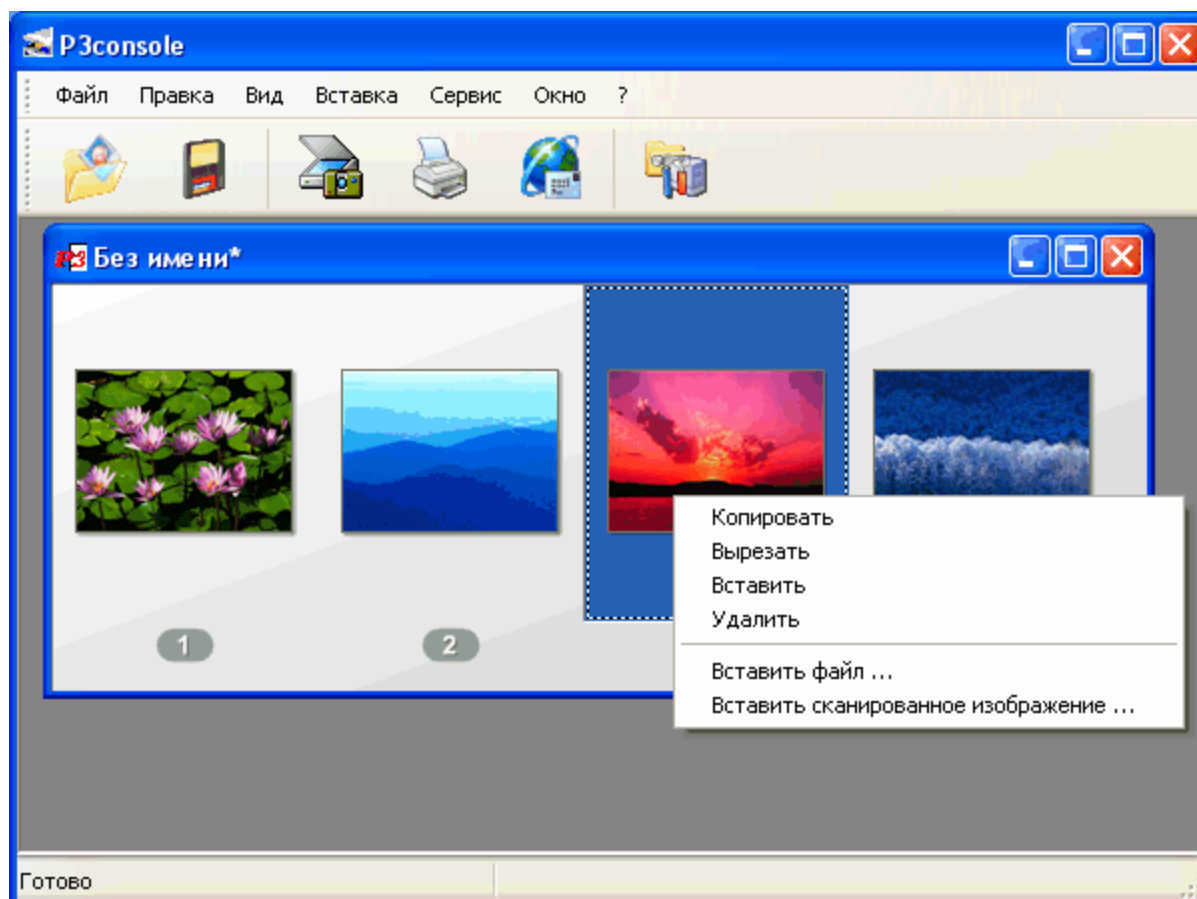 P3console
Файл Правка Вид Вставка Сервис Окно ?
P3 Без имени*
1 2
Копировать
Вырезать
Вставить
Удалить
Вставить файл ...
Вставить сканированное изображение ...
Готово